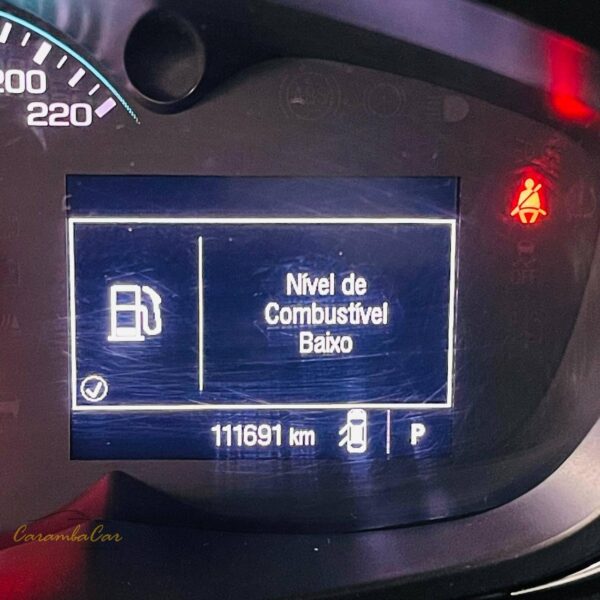 200
220
Nível de
Combustível
Baixo
111691 km P
CarambaCar